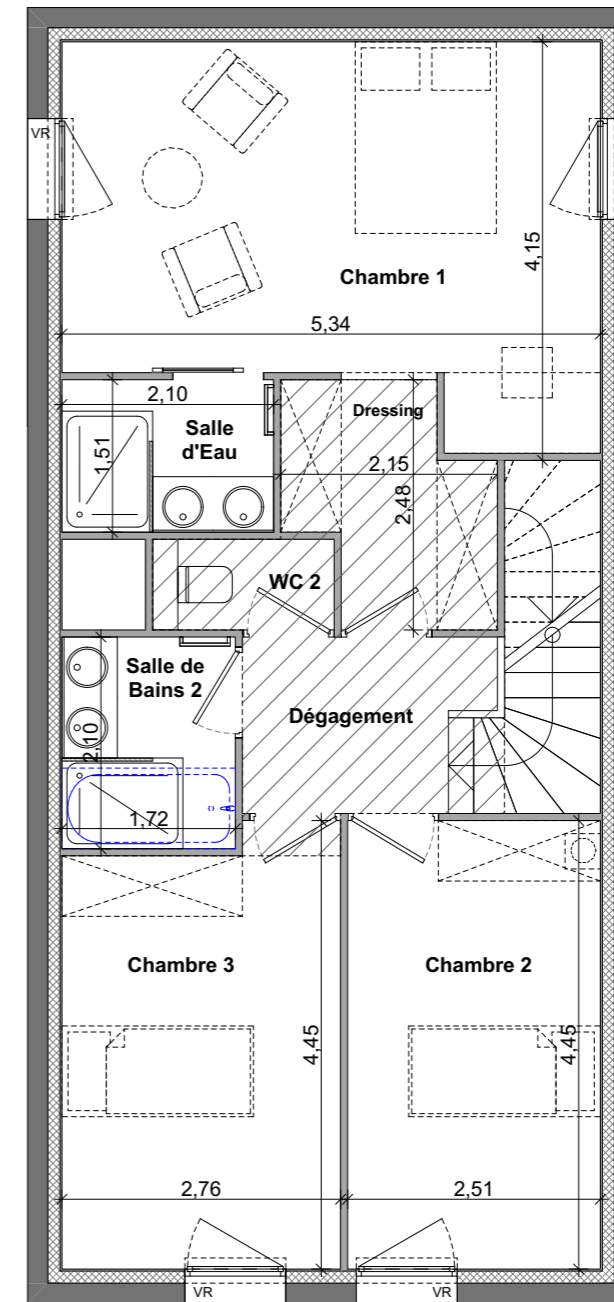 VR
4,15
Chambre 1
5,34
2,10
Dressing
Salle
d'Eau
1,51
2,15
2,48
WC 2
Salle de
Bains 2
Dégagement
2,10
1,72
Chambre 3
Chambre 2
4,45
4,45
2,76
2,51
VR
VR